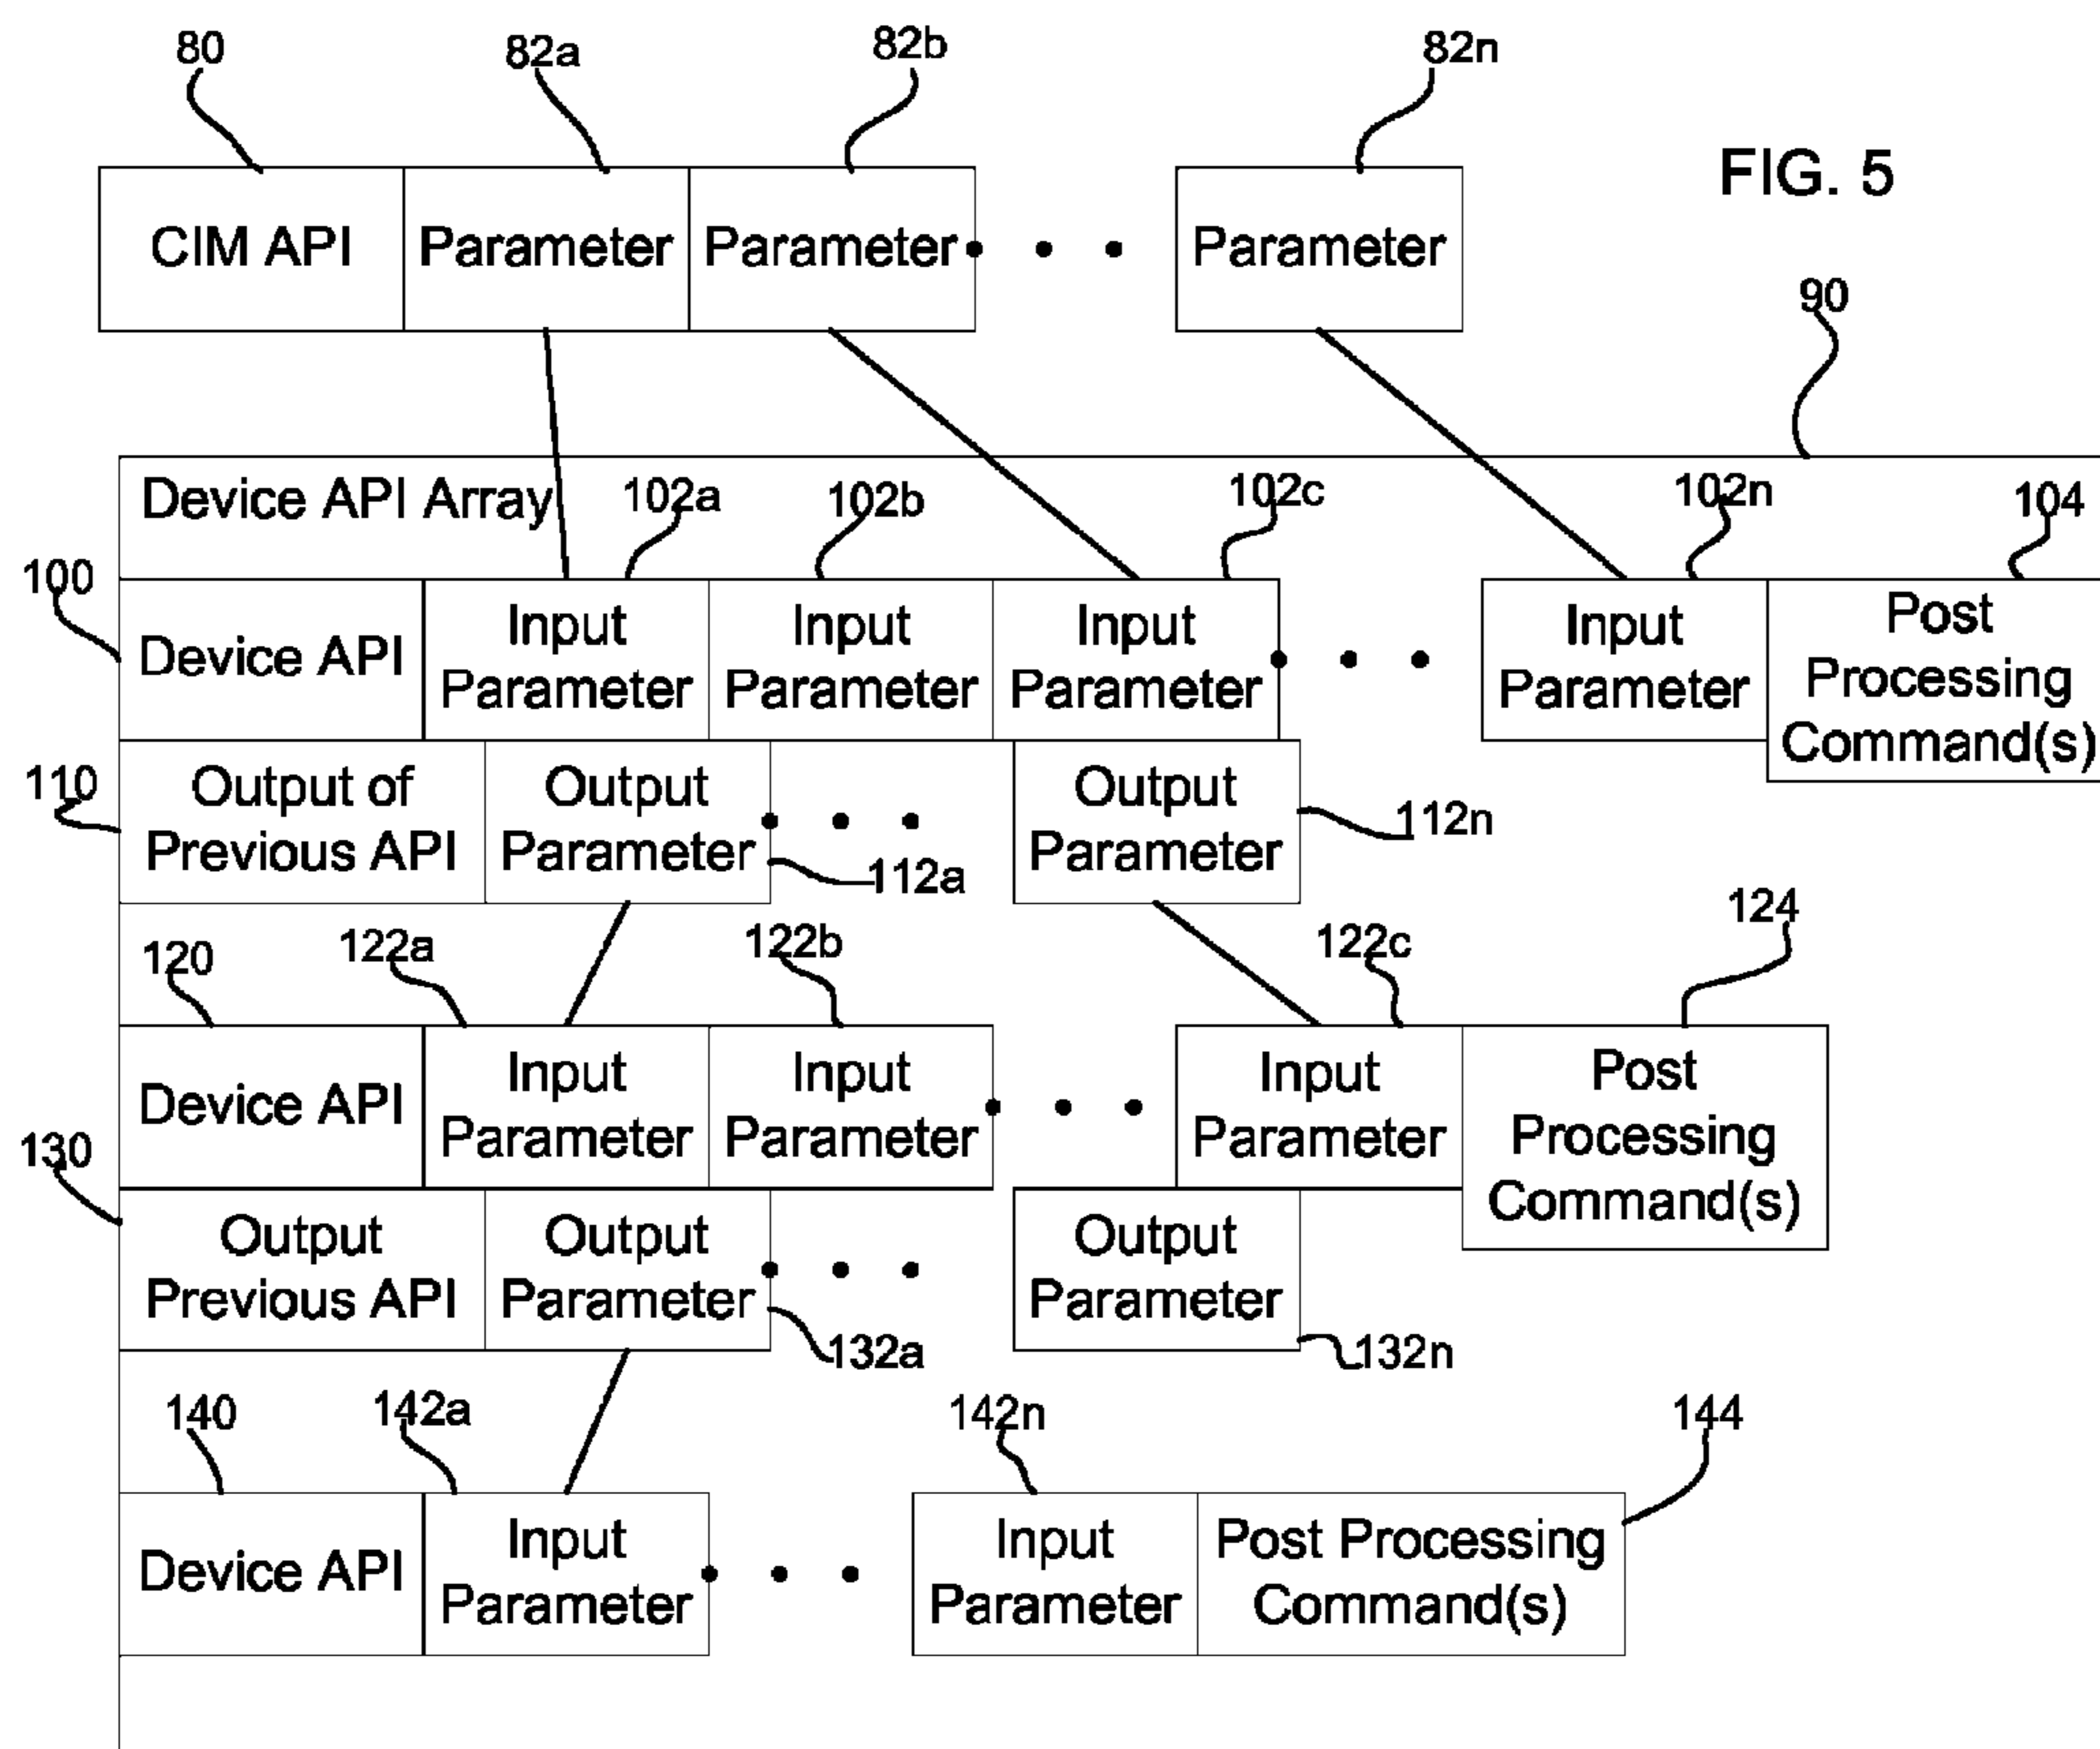 80 82a 82b 82n
FIG. 5
CIM API Parameter Parameter . . . Parameter
90
Device API Array 102a 102b 102c 102n 104
100
Device API
Input
Parameter
Input
Parameter
Input
Parameter
. . .
Input
Parameter
Post
Processing
Command(s)
110
Output of
Previous API
Output
Parameter
. . .
112a
Output
Parameter
112n
120 122a 122b 122c 124
Device API
Input
Parameter
Input
Parameter
. . .
Input
Parameter
Post
Processing
Command(s)
130
Output
Previous API
Output
Parameter
. . .
132a
Output
Parameter
132n
140 142a 142n 144
Device API
Input
Parameter
. . .
Input
Parameter
Post Processing
Command(s)